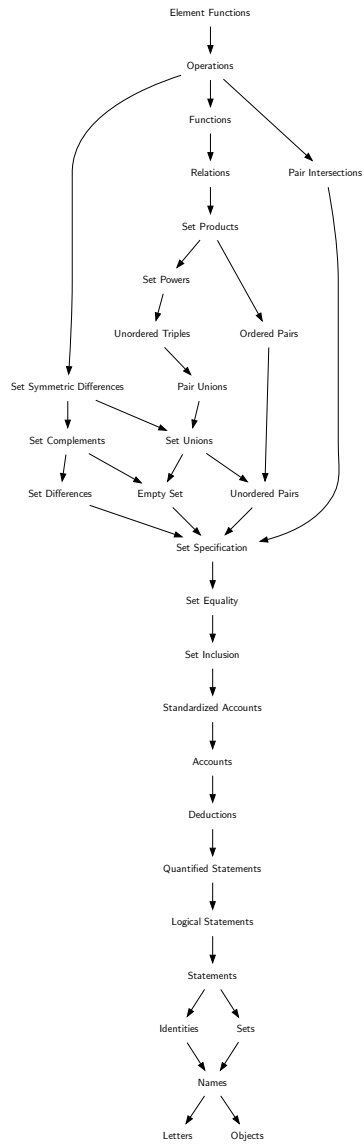 Element Functions
Operations
Functions
Relations
Pair Intersections
Set Products
Set Powers
Unordered Triples
Ordered Pairs
Set Symmetric Differences
Pair Unions
Set Complements
Set Unions
Set Differences
Empty Set
Unordered Pairs
Set Specification
Set Equality
Set Inclusion
Standardized Accounts
Accounts
Deductions
Quantified Statements
Logical Statements
Statements
Identities
Sets
Names
Letters
Objects